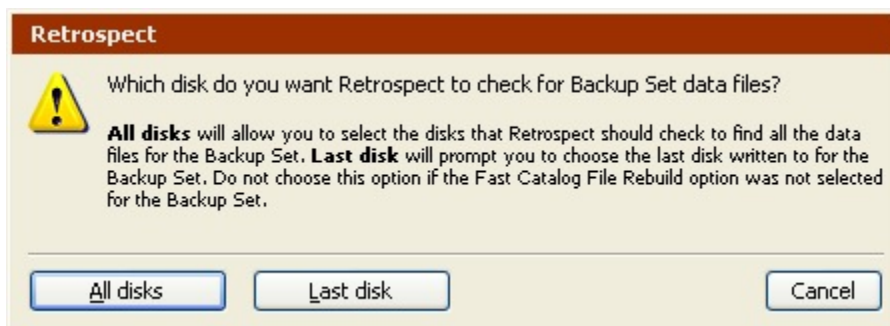 Retrospect
Which disk do you want Retrospect to check for Backup Set data files?
All disks will allow you to select the disks that Retrospect should check to find all the data
files for the Backup Set. Last disk will prompt you to choose the last disk written to for the
Backup Set. Do not choose this option if the Fast Catalog File Rebuild option was not selected
for the Backup Set.
All disks
Last disk
Cancel